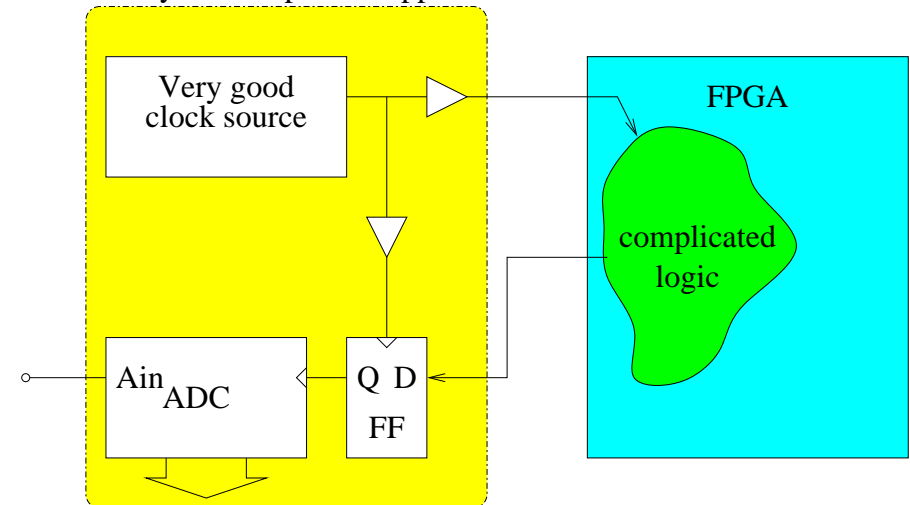 Very good
clock source
FPGA
complicated
logic
Ain
ADC
Q D
FF